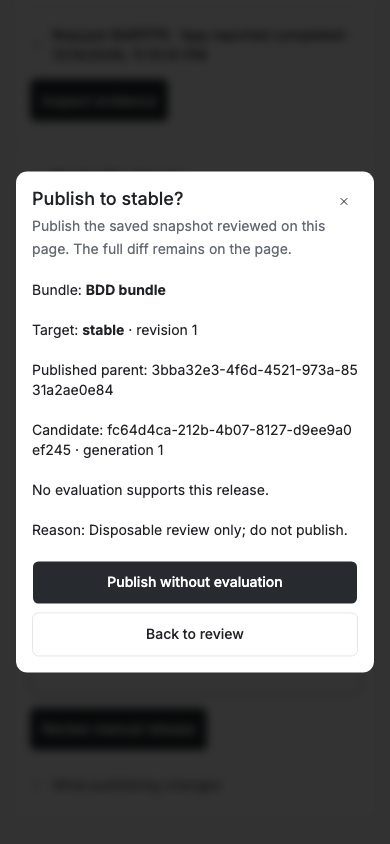 Publish to stable?
Publish the saved snapshot reviewed on this
page. The full diff remains on the page.
Bundle: BDD bundle
Target: stable · revision 1
Published parent: 3bba32e3-4f6d-4521-973a-85
31a2ae0e84
Candidate: fc64d4ca-212b-4b07-8127-d9ee9a0
ef245 · generation 1
No evaluation supports this release.
Reason: Disposable review only; do not publish.
Publish without evaluation
Back to review